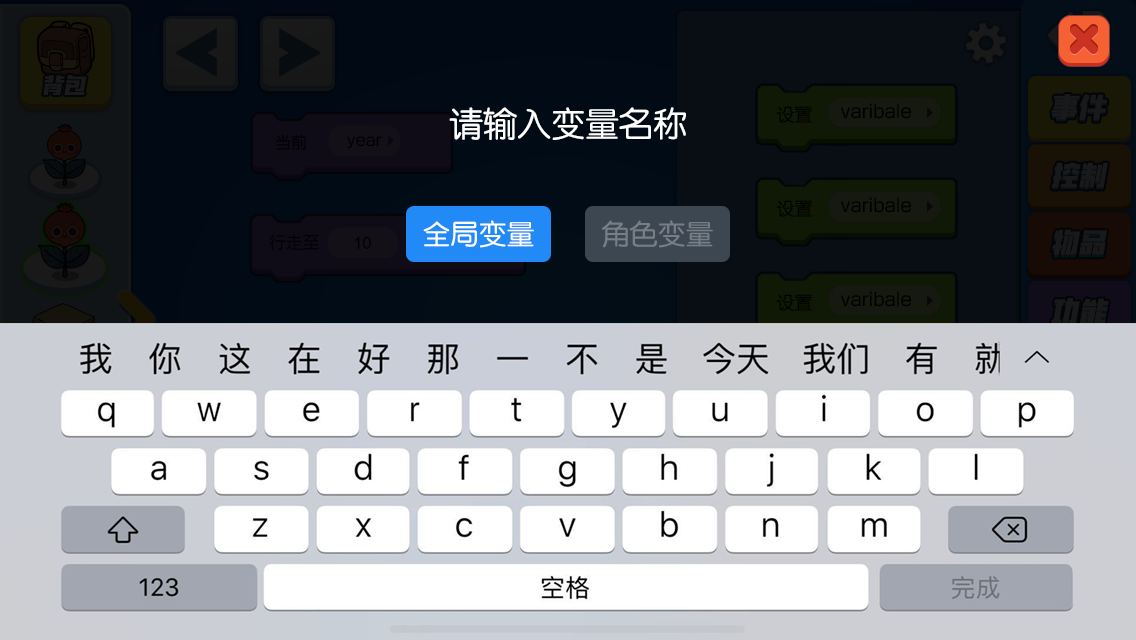 背包
请输入变量名称
当前 year
行走至 10
全局变量 角色变量
设置 varibale
设置 varibale
设置 varibale
事件
控制
物品
功能
我 你 这 在 好 那 一 不 是 今天 我们 有 就
q w e r t y u i o p
a s d f g h j k l
z x c v b n m
123 空格 完成